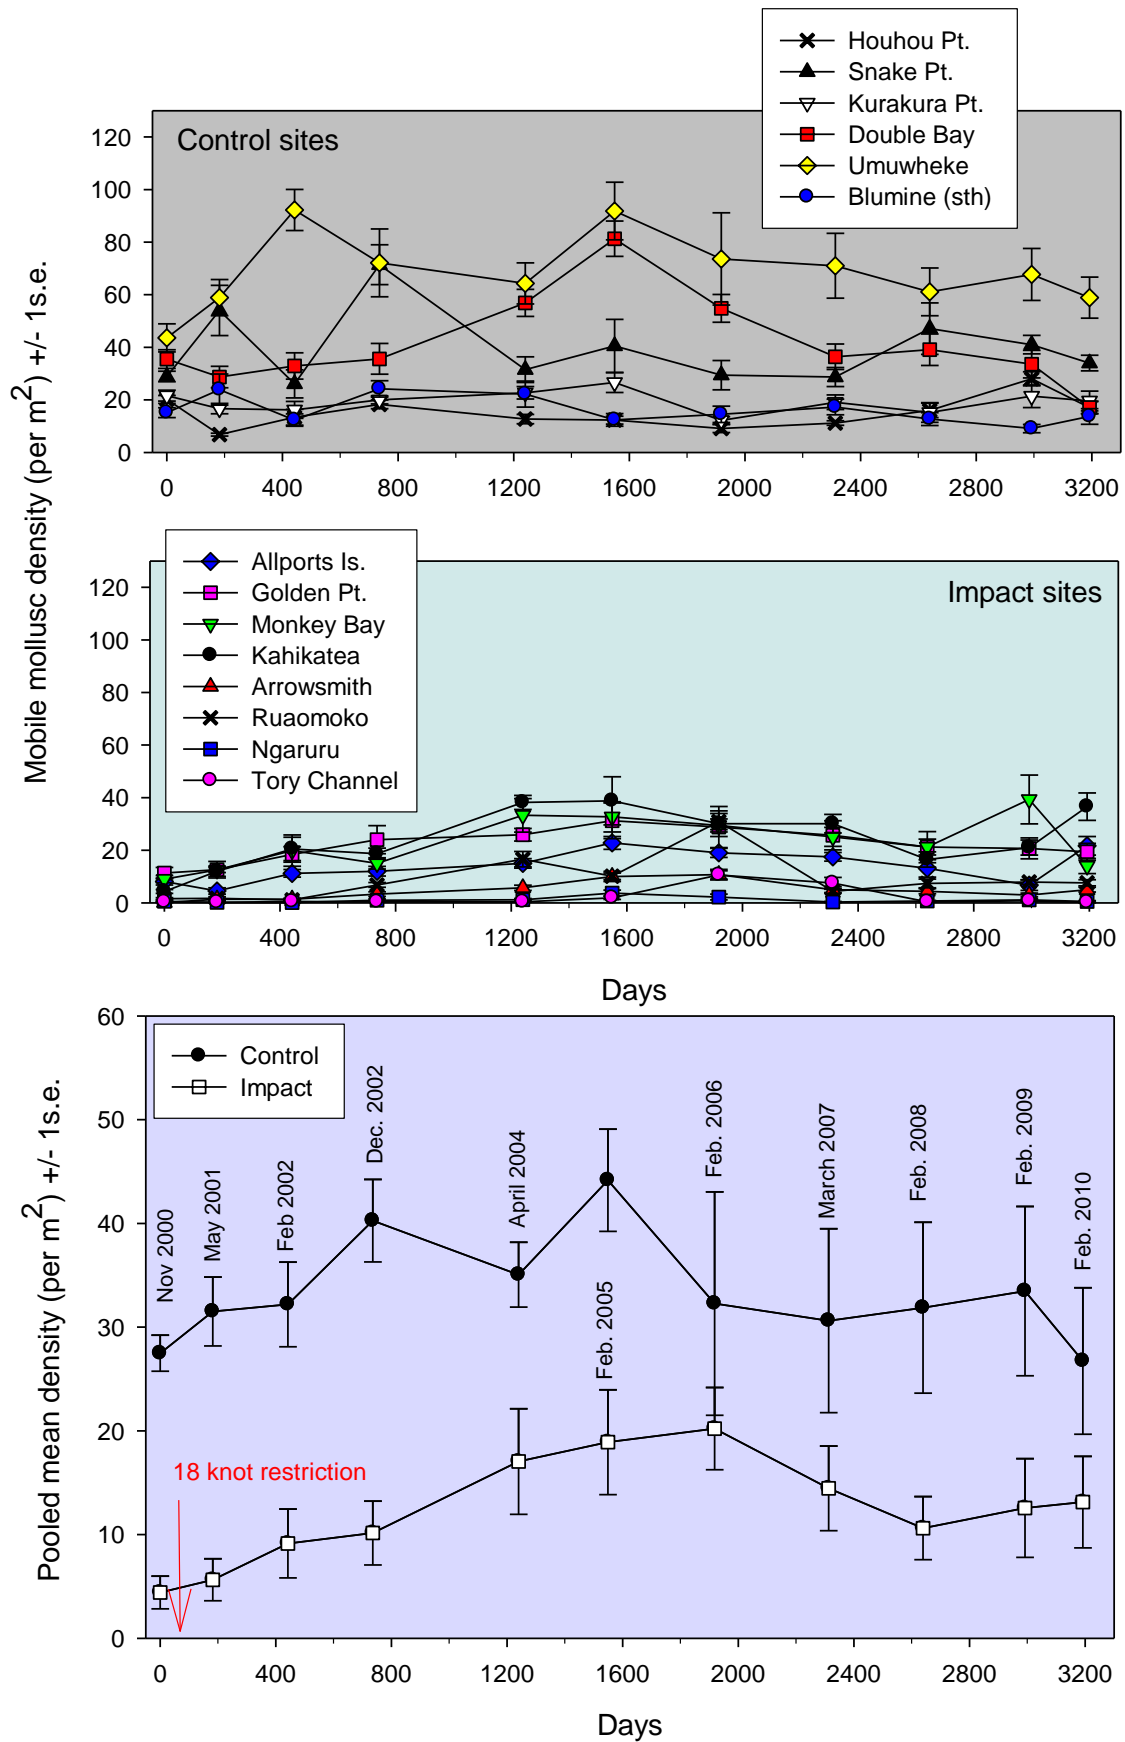 Houhou Pt.
Snake Pt.
Kurakura Pt.
Double Bay
Umuwheke
Blumine (sth)
Control sites
120
100
80
60
40
20
0
0 400 800 1200 1600 2000 2400 2800 3200
Mobile mollusc density (per m2) +/- 1s.e.
Allports Is.
Golden Pt.
Monkey Bay
Kahikatea
Arrowsmith
Ruaomoko
Ngaruru
Tory Channel
Impact sites
120
100
80
60
40
20
0
0 400 800 1200 1600 2000 2400 2800 3200
Days
Control
Impact
60
50
40
30
20
10
0
Pooled mean density (per m2) +/- 1s.e.
Nov 2000
May 2001
Feb 2002
Dec. 2002
April 2004
Feb. 2005
Feb. 2006
March 2007
Feb. 2008
Feb. 2009
Feb. 2010
18 knot restriction
0 400 800 1200 1600 2000 2400 2800 3200
Days